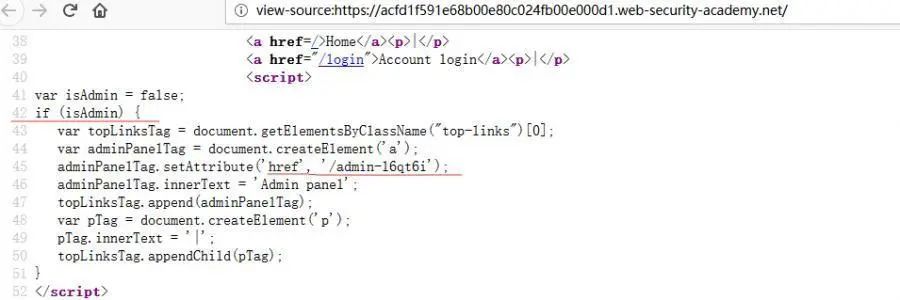 view-source:https://acfd1f591e68b00e80c024fb00e000d1.web-security-academy.net/
38 <a href=/>Home</a><p>|</p>
39 <a href="/login">Account login</a><p>|</p>
40 <script>
41 var isAdmin = false;
42 if (isAdmin) {
43 var topLinksTag = document.getElementsByClassName("top-links")[0];
44 var adminPanelTag = document.createElement('a');
45 adminPanelTag.setAttribute('href', '/admin-l6qt6i');
46 adminPanelTag.innerText = 'Admin panel';
47 topLinksTag.append(adminPanelTag);
48 var pTag = document.createElement('p');
49 pTag.innerText = '|';
50 topLinksTag.appendChild(pTag);
51 }
52 </script>